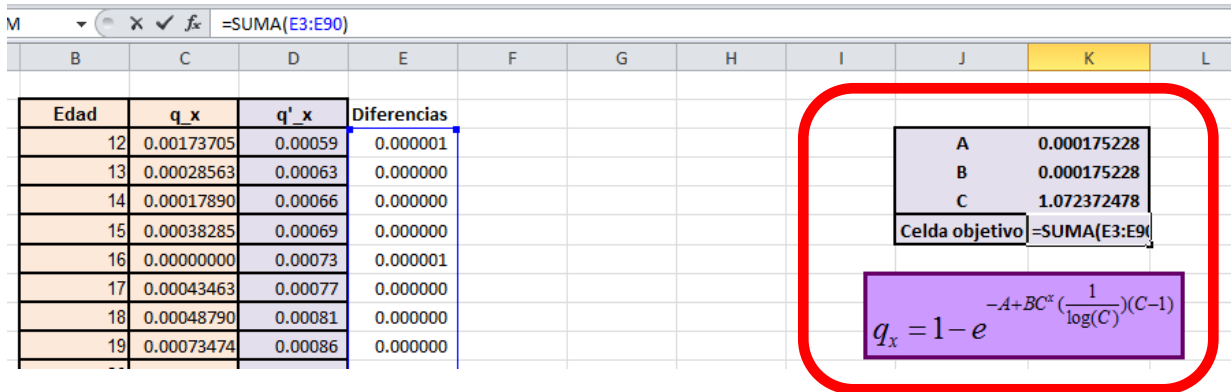 M =SUMA(E3:E90)
B C D E F G H I J K L
Edad q_x q'_x Diferencias
12 0.00173705 0.00059 0.000001
13 0.00028563 0.00063 0.000000 A 0.000175228
14 0.00017890 0.00066 0.000000 B 0.000175228
15 0.00038285 0.00069 0.000000 C 1.072372478
16 0.00000000 0.00073 0.000001 Celda objetivo =SUMA(E3:E90
17 0.00043463 0.00077 0.000000
18 0.00048790 0.00081 0.000000
19 0.00073474 0.00086 0.000000
q_x = 1 - e^{-A+BC^x(\frac{1}{\log(C)})(C-1)}